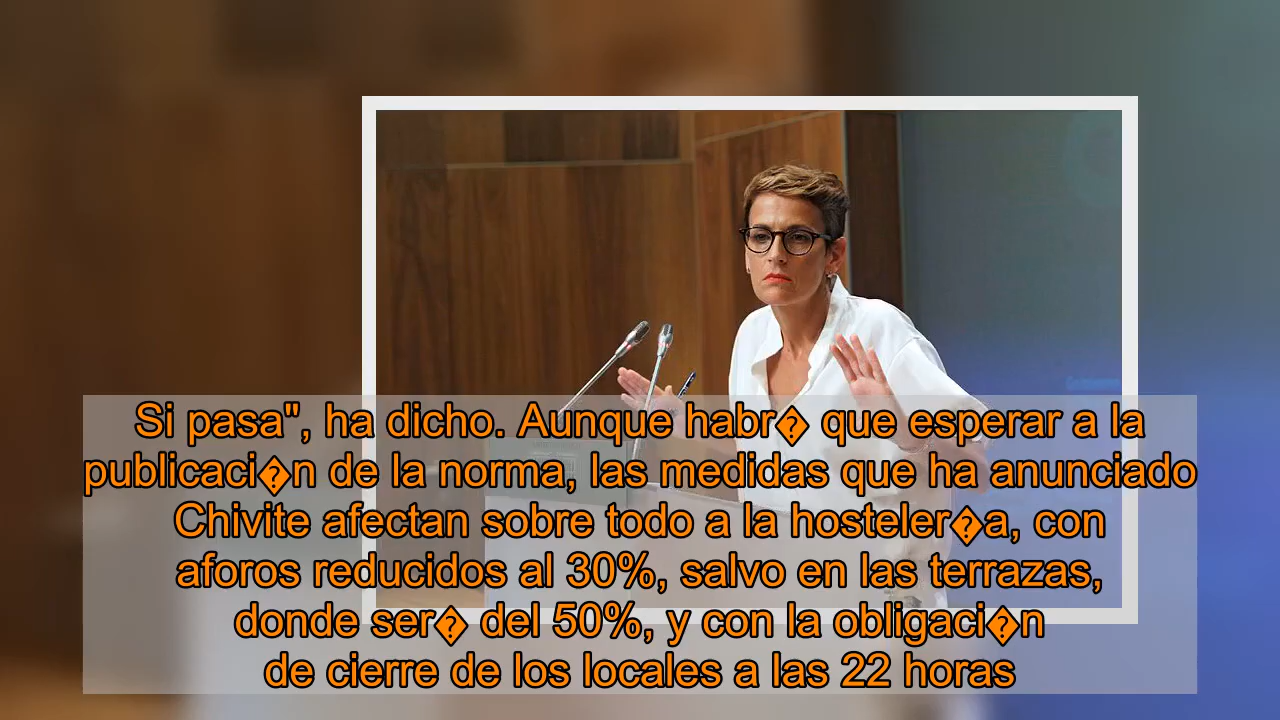 Si pasa", ha dicho. Aunque habr� que esperar a la
publicaci�n de la norma, las medidas que ha anunciado
Chivite afectan sobre todo a la hosteler�a, con
aforos reducidos al 30%, salvo en las terrazas,
donde ser� del 50%, y con la obligaci�n
de cierre de los locales a las 22 horas